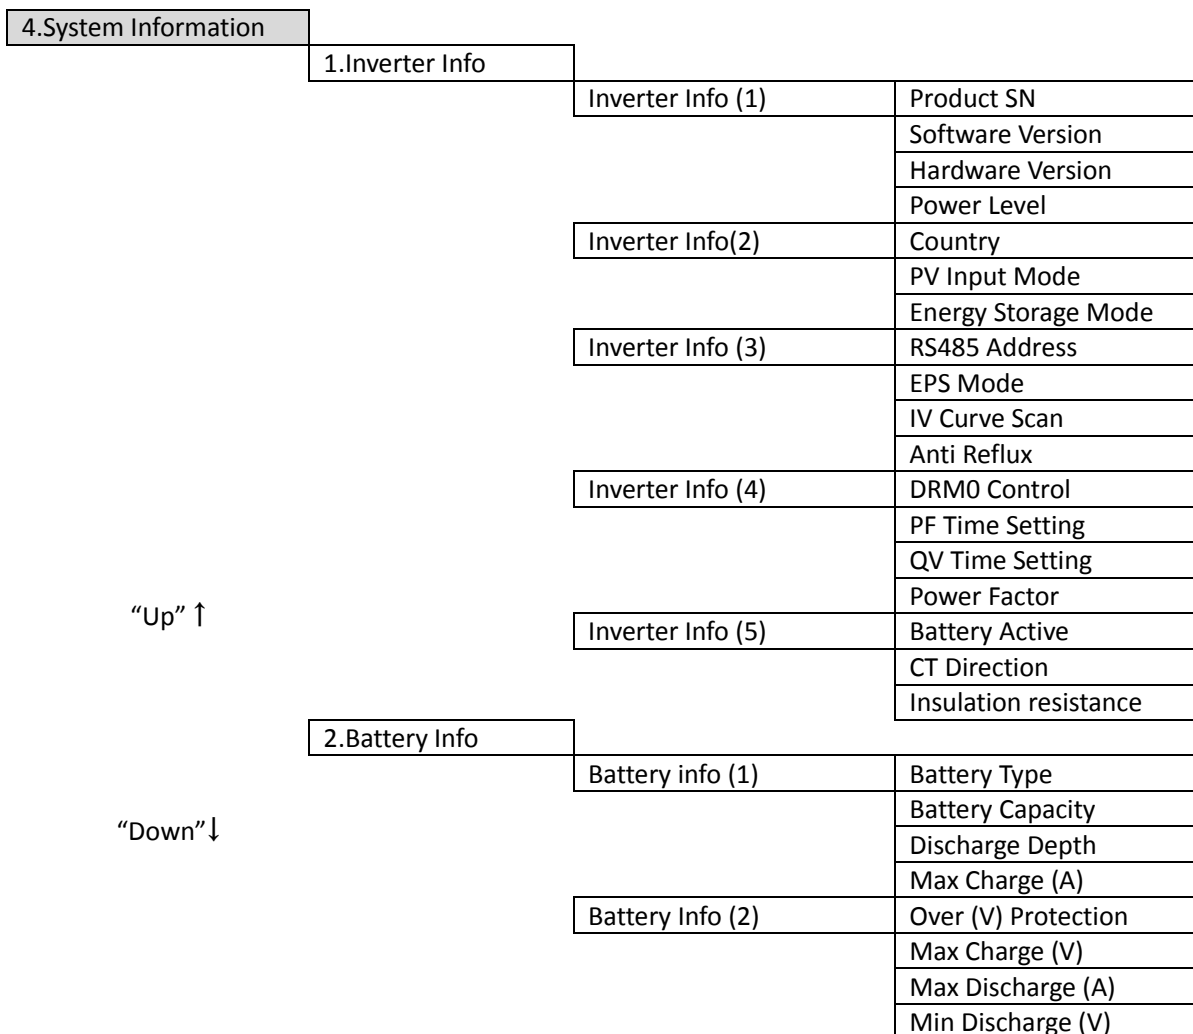 4.System Information
1.Inverter Info
Inverter Info (1) Product SN
Software Version
Hardware Version
Power Level
Inverter Info(2) Country
PV Input Mode
Energy Storage Mode
Inverter Info (3) RS485 Address
EPS Mode
IV Curve Scan
Anti Reflux
Inverter Info (4) DRM0 Control
PF Time Setting
QV Time Setting
Power Factor
“Up” ↑
Inverter Info (5) Battery Active
CT Direction
Insulation resistance
2.Battery Info
Battery info (1) Battery Type
Battery Capacity
“Down”↓
Discharge Depth
Max Charge (A)
Battery Info (2) Over (V) Protection
Max Charge (V)
Max Discharge (A)
Min Discharge (V)